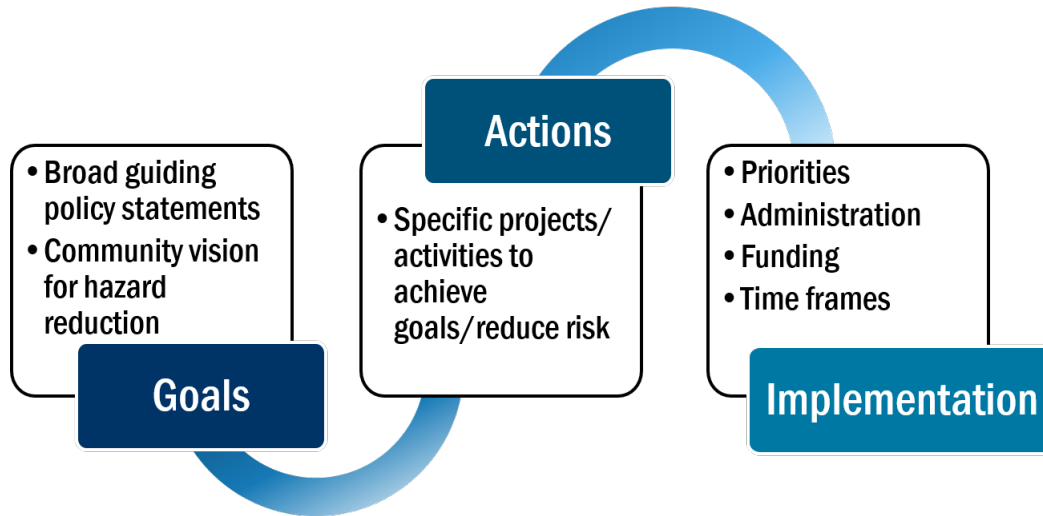 • Broad guiding
policy statements
• Community vision
for hazard
reduction
Goals
Actions
• Specific projects/
activities to
achieve
goals/reduce risk
• Priorities
• Administration
• Funding
• Time frames
Implementation